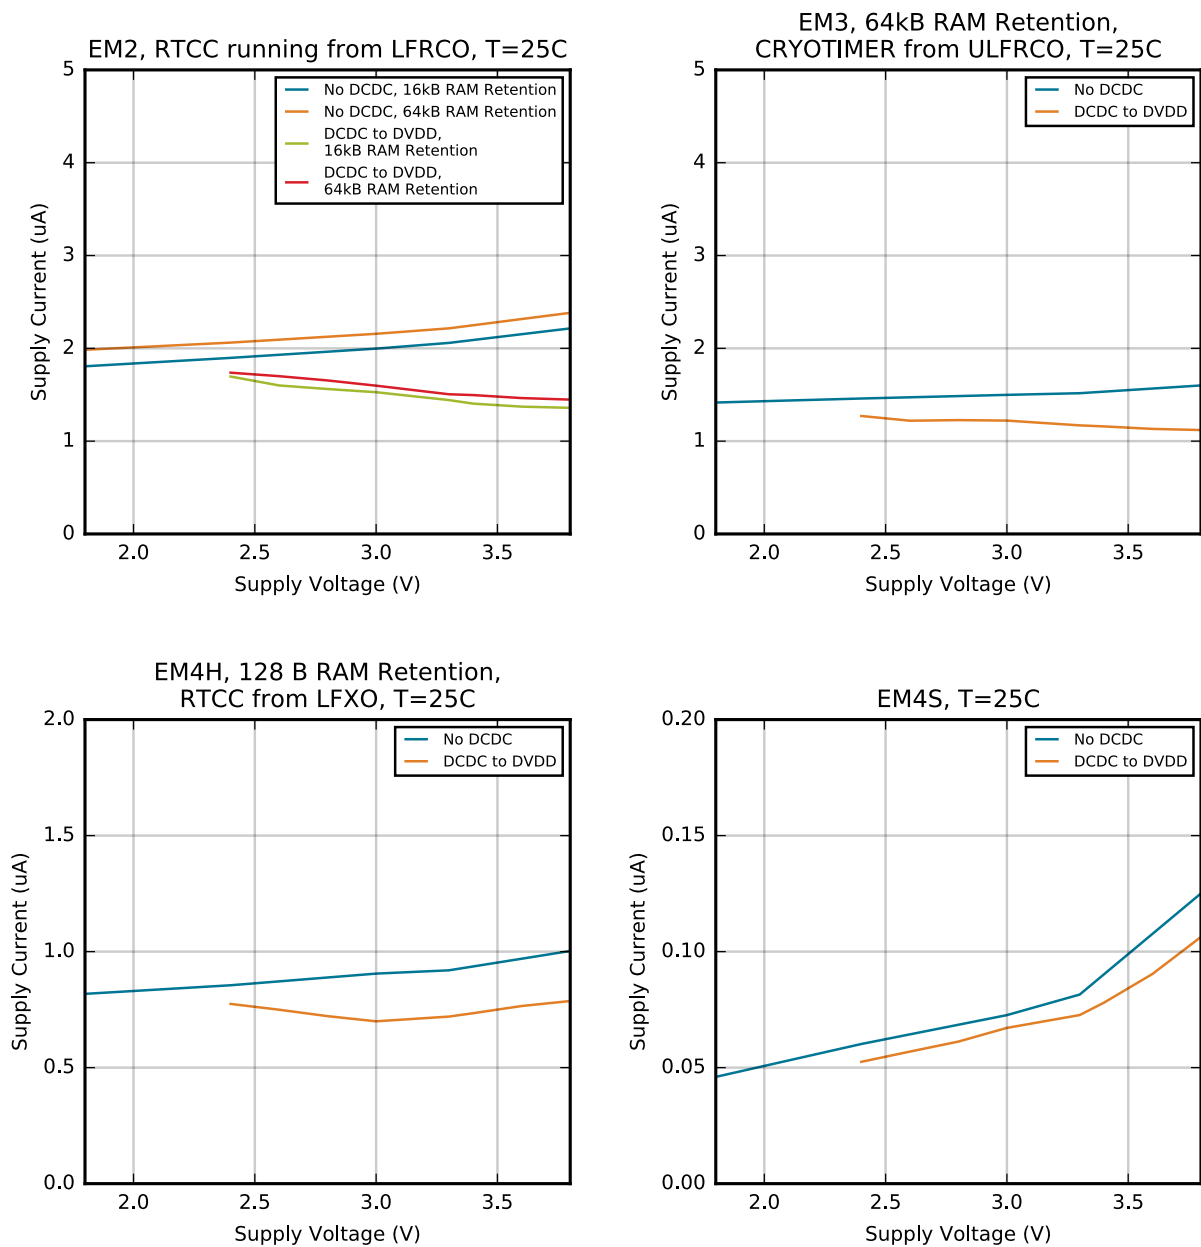 EM2, RTCC running from LFRCO, T=25C
5
4
3
2
1
0
Supply Current (uA)
No DCDC, 16kB RAM Retention
No DCDC, 64kB RAM Retention
DCDC to DVDD,
16kB RAM Retention
DCDC to DVDD,
64kB RAM Retention
2.0 2.5 3.0 3.5
Supply Voltage (V)
EM3, 64kB RAM Retention,
CRYOTIMER from ULFRCO, T=25C
5
4
3
2
1
0
Supply Current (uA)
No DCDC
DCDC to DVDD
2.0 2.5 3.0 3.5
Supply Voltage (V)
EM4H, 128 B RAM Retention,
RTCC from LFXO, T=25C
2.0
1.5
1.0
0.5
0.0
Supply Current (uA)
No DCDC
DCDC to DVDD
2.0 2.5 3.0 3.5
Supply Voltage (V)
EM4S, T=25C
0.20
0.15
0.10
0.05
0.00
Supply Current (uA)
No DCDC
DCDC to DVDD
2.0 2.5 3.0 3.5
Supply Voltage (V)